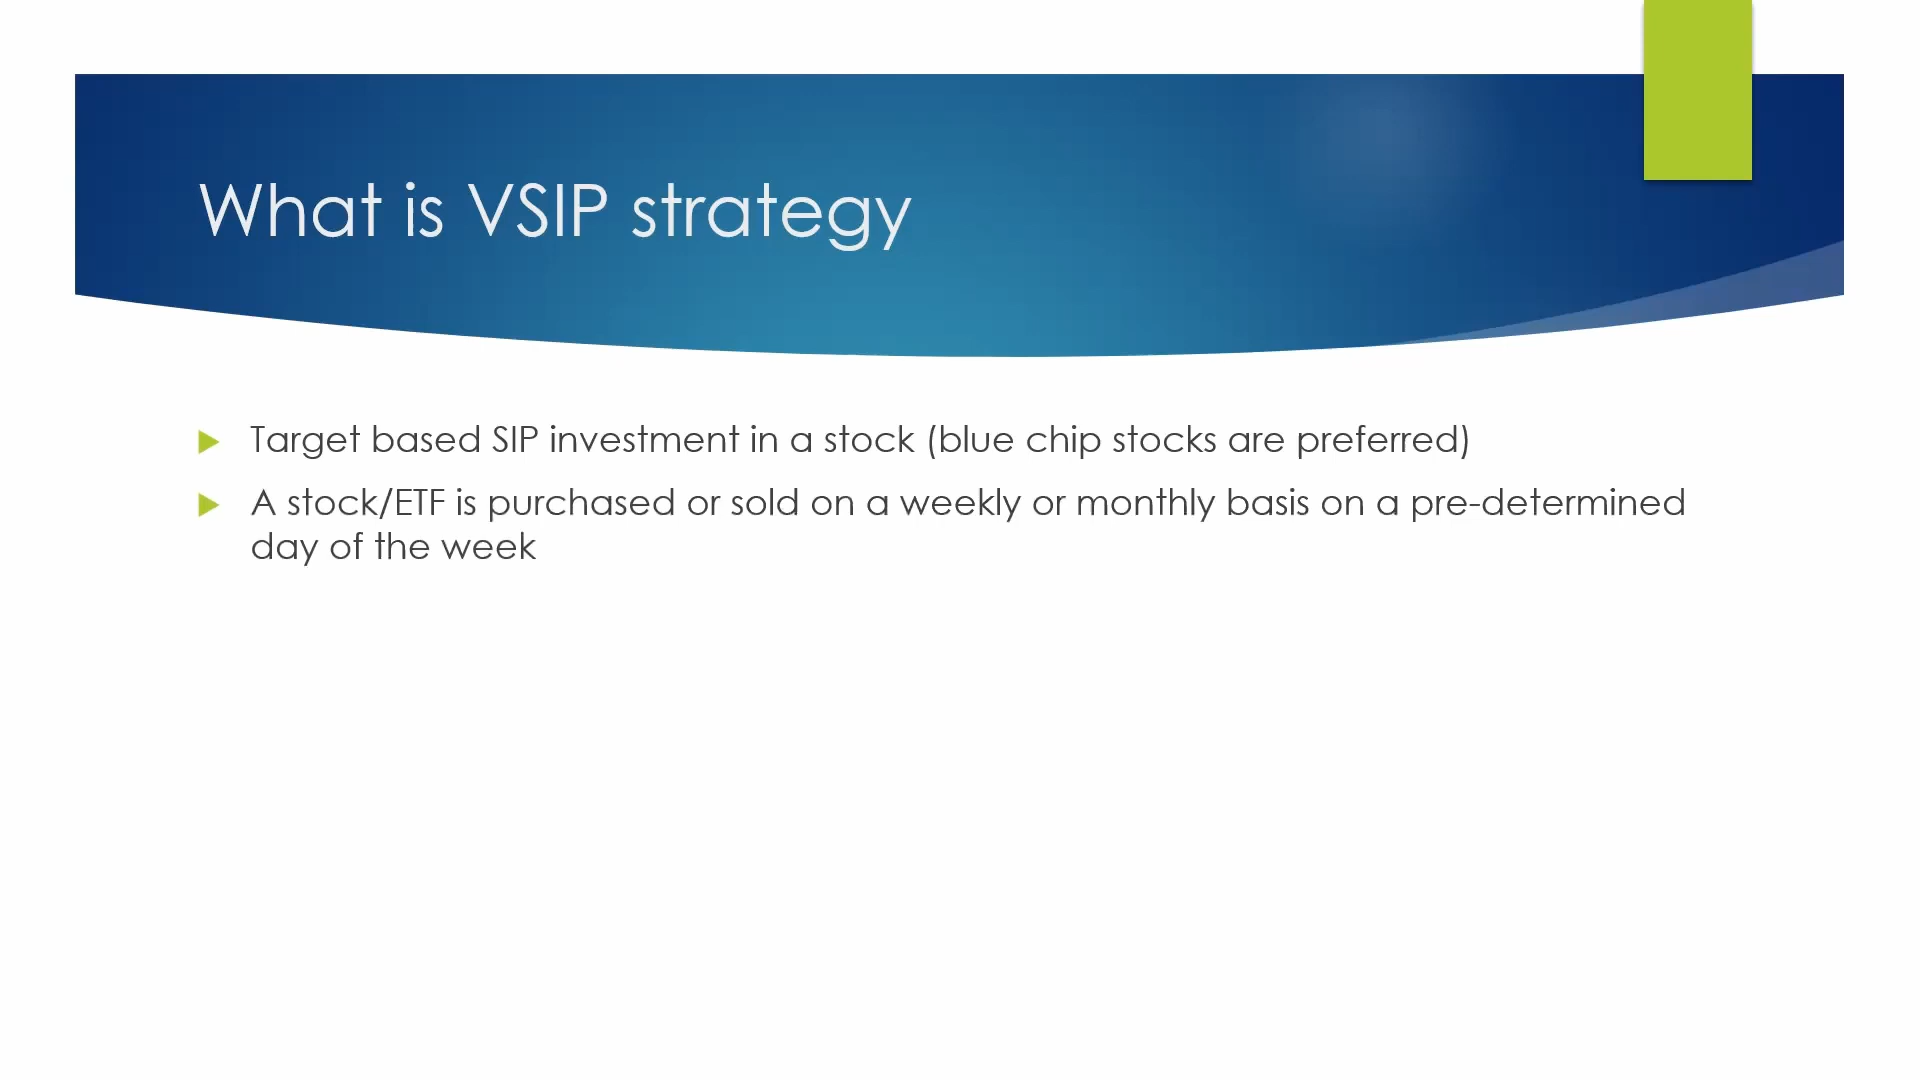 What is VSIP strategy
Target based SIP investment in a stock (blue chip stocks are preferred)
A stock/ETF is purchased or sold on a weekly or monthly basis on a pre-determined
day of the week